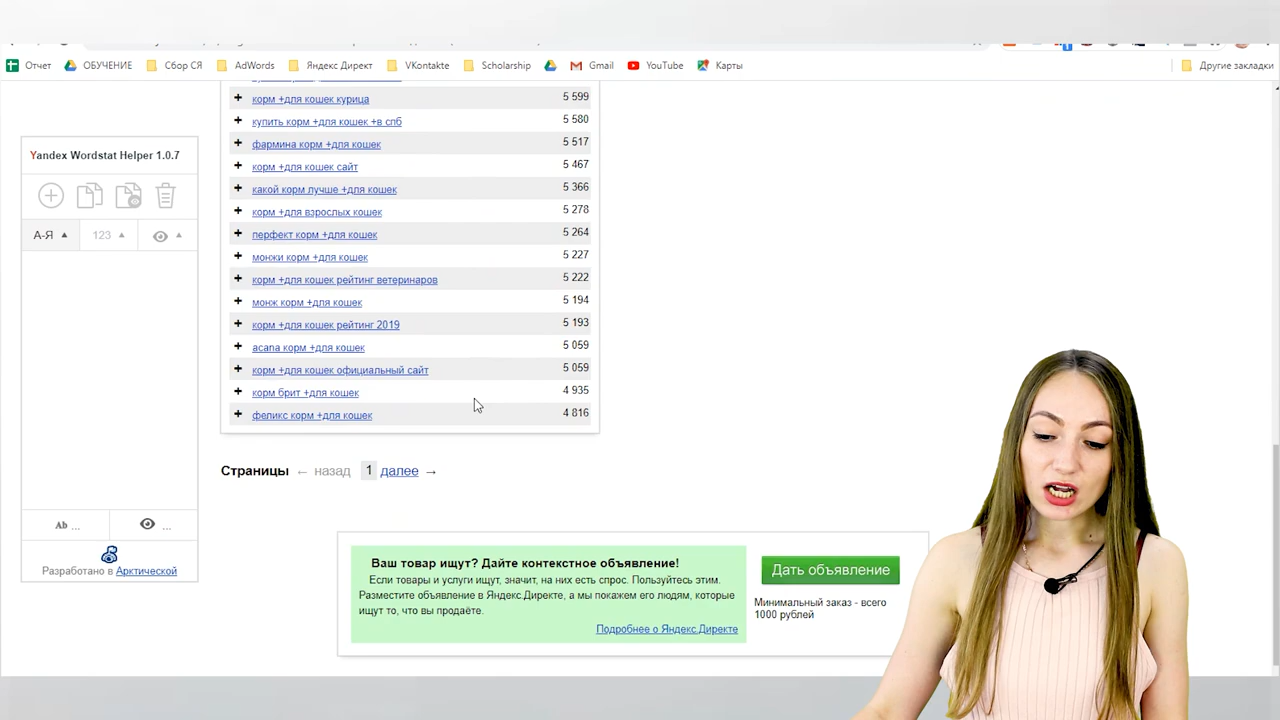 Отчет
ОБУЧЕНИЕ
Сбор СЯ
AdWords
Яндекс Директ
VKontakte
Scholarship
Gmail
YouTube
Карты
Другие закладки
Yandex Wordstat Helper 1.0.7
А-Я ▲ 123 ▲ ▲
Ab ...
...
Разработано в Арктической
+ корм +для кошек курица 5 599
+ купить корм +для кошек +в спб 5 580
+ фармина корм +для кошек 5 517
+ корм +для кошек сайт 5 467
+ какой корм лучше +для кошек 5 366
+ корм +для взрослых кошек 5 278
+ перфект корм +для кошек 5 264
+ монжи корм +для кошек 5 227
+ корм +для кошек рейтинг ветеринаров 5 222
+ монж корм +для кошек 5 194
+ корм +для кошек рейтинг 2019 5 193
+ acana корм +для кошек 5 059
+ корм +для кошек официальный сайт 5 059
+ корм брит +для кошек 4 935
+ феликс корм +для кошек 4 816
Страницы ← назад 1 далее →
Ваш товар ищут? Дайте контекстное объявление!
Если товары и услуги ищут, значит, на них есть спрос. Пользуйтесь этим.
Разместите объявление в Яндекс.Директе, а мы покажем его людям, которые
ищут то, что вы продаёте.
Подробнее о Яндекс.Директе
Дать объявление
Минимальный заказ - всего
1000 рублей